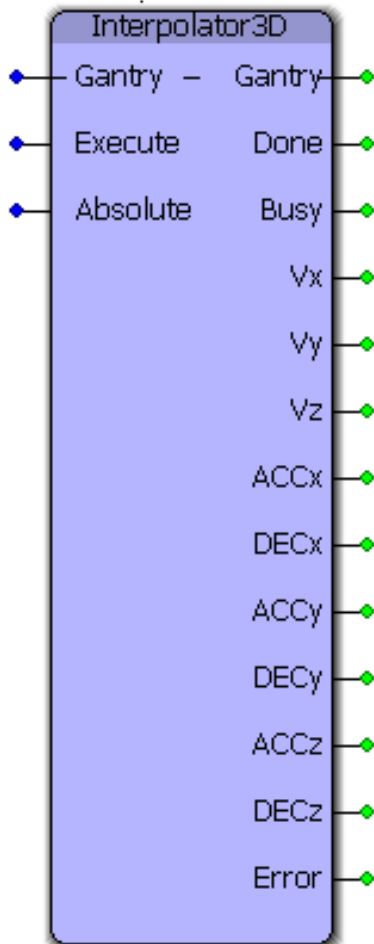 Interpolator3D
Gantry – Gantry
Execute Done
Absolute Busy
Vx
Vy
Vz
ACCx
DECx
ACCy
DECy
ACCz
DECz
Error